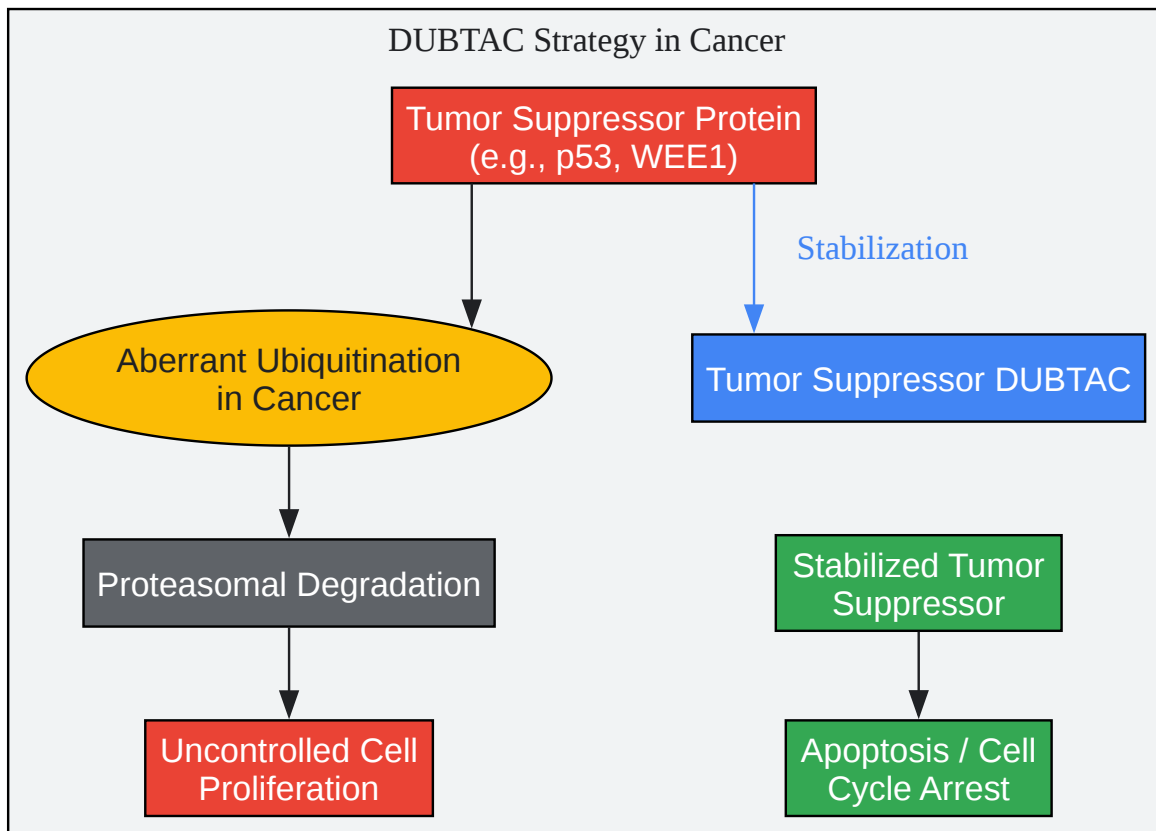 DUBTAC Strategy in Cancer
Tumor Suppressor Protein
(e.g., p53, WEE1)
Stabilization
Aberrant Ubiquitination
in Cancer
Tumor Suppressor DUBTAC
Proteasomal Degradation
Stabilized Tumor
Suppressor
Uncontrolled Cell
Proliferation
Apoptosis / Cell
Cycle Arrest